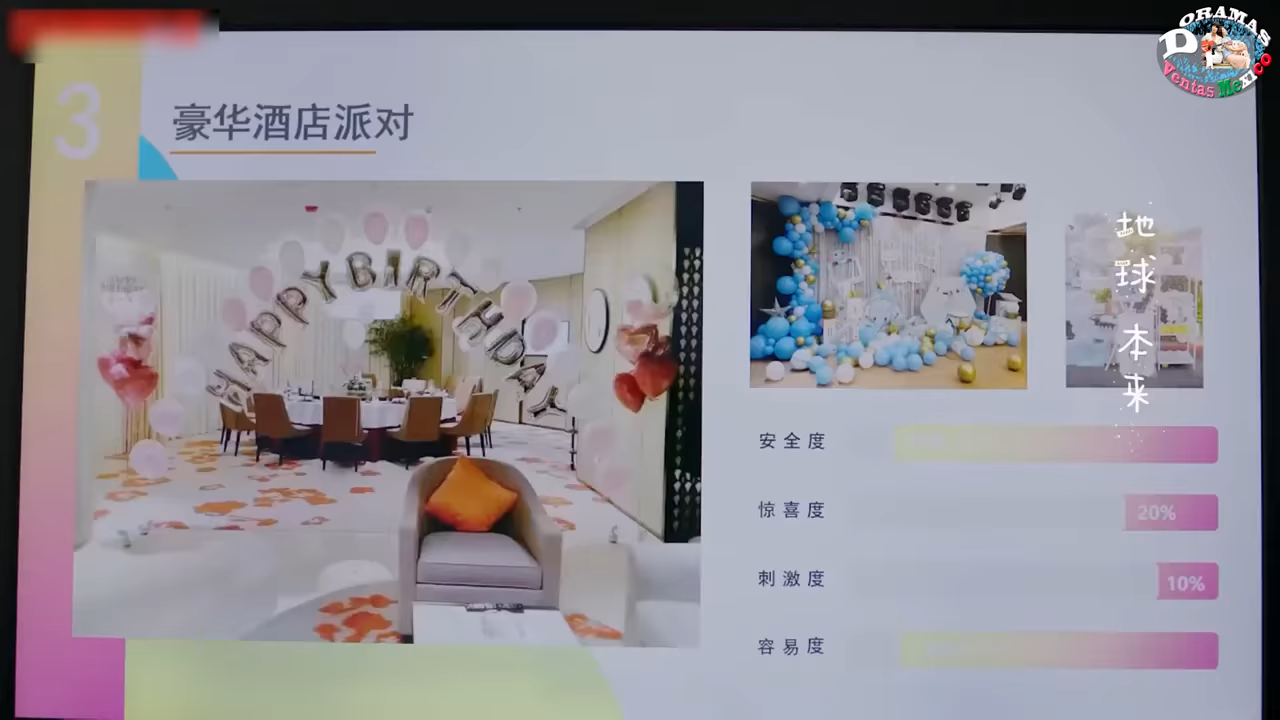 3
豪华酒店派对
HAPPY BIRTHDAY
地球本来
安全度
惊喜度
20%
刺激度
10%
容易度
DORAMAS
Ventas MexiCo